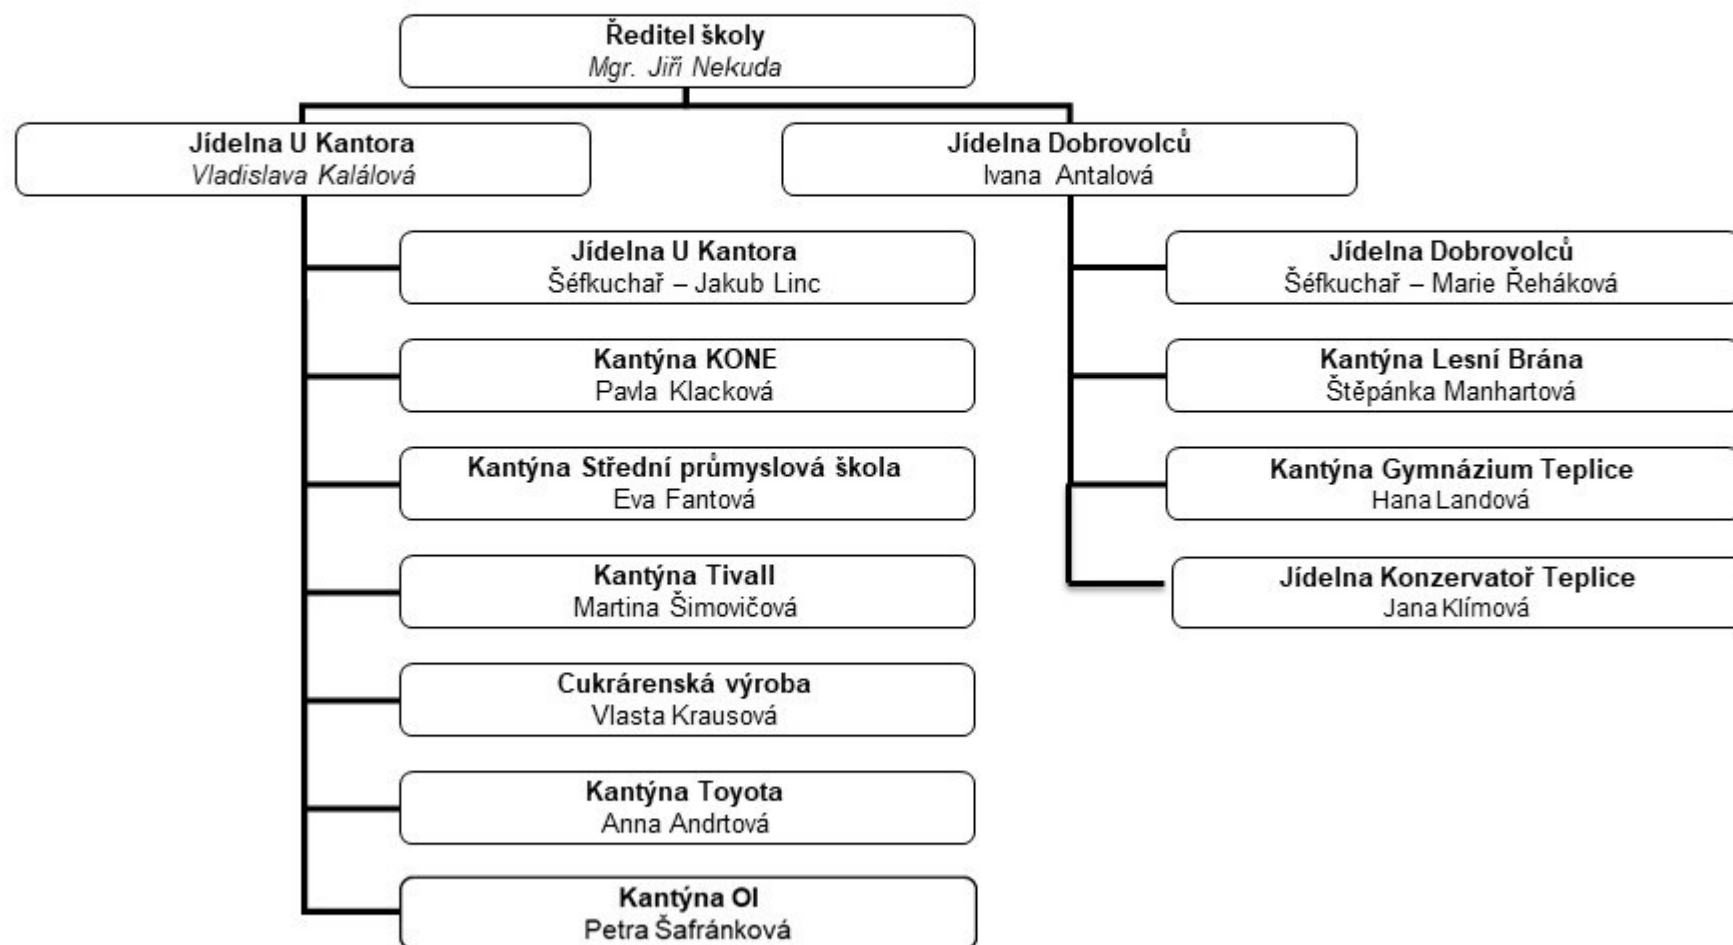 Ředitel školy
Mgr. Jiří Nekuda
Jídelna U Kantora
Vladislava Kalálová
Jídelna Dobrovolců
Ivana Antalová
Jídelna U Kantora
Šéfkuchař – Jakub Linc
Kantýna KONE
Pavla Klacková
Kantýna Střední průmyslová škola
Eva Fantová
Kantýna Tivall
Martina Šimovičová
Cukrárenská výroba
Vlasta Krausová
Kantýna Toyota
Anna Andrtová
Kantýna OI
Petra Šafránková
Jídelna Dobrovolců
Šéfkuchař – Marie Řeháková
Kantýna Lesní Brána
Štěpánka Manhartová
Kantýna Gymnázium Teplice
Hana Landová
Jídelna Konzervatoř Teplice
Jana Klímová